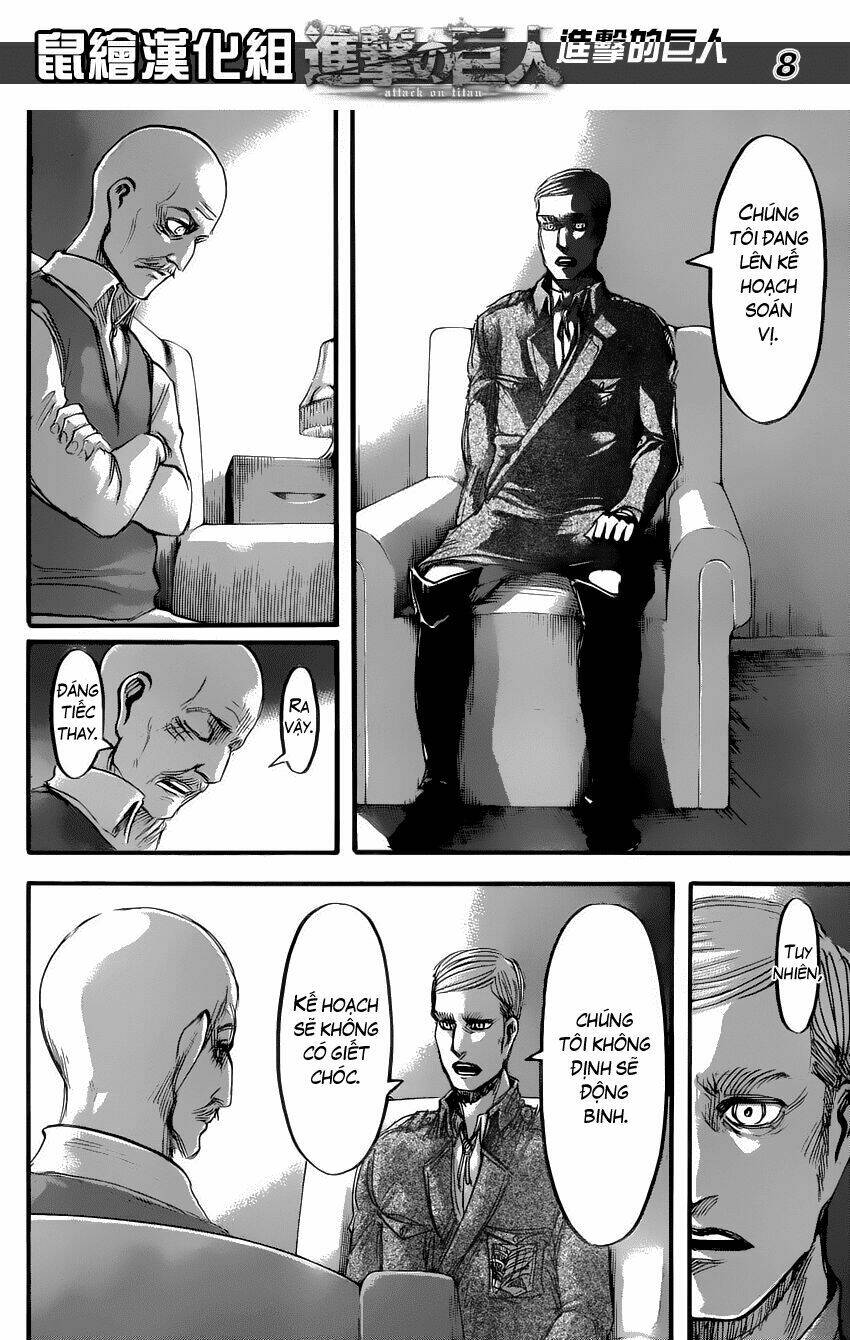 鼠繪漢化組
進撃の巨人
attack on titan
進擊的巨人
8
CHÚNG
TÔI ĐANG
LÊN KẾ
HOẠCH
SOÁN
VỊ.
RA
VẬY.
ĐÁNG
TIẾC
THAY.
TUY
NHIÊN,
CHÚNG
TÔI KHÔNG
ĐỊNH SẼ
ĐỘNG
BINH.
KẾ HOẠCH
SẼ KHÔNG
CÓ GIẾT
CHÓC.